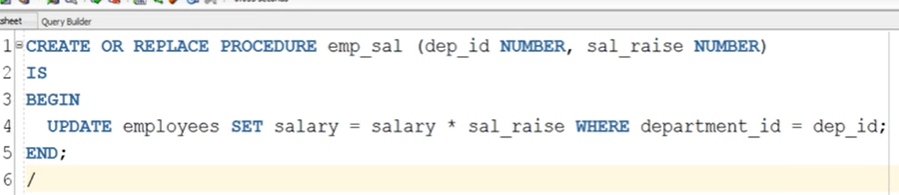 sheet Query Builder
1 CREATE OR REPLACE PROCEDURE emp_sal (dep_id NUMBER, sal_raise NUMBER)
2 IS
3 BEGIN
4 UPDATE employees SET salary = salary * sal_raise WHERE department_id = dep_id;
5 END;
6 /